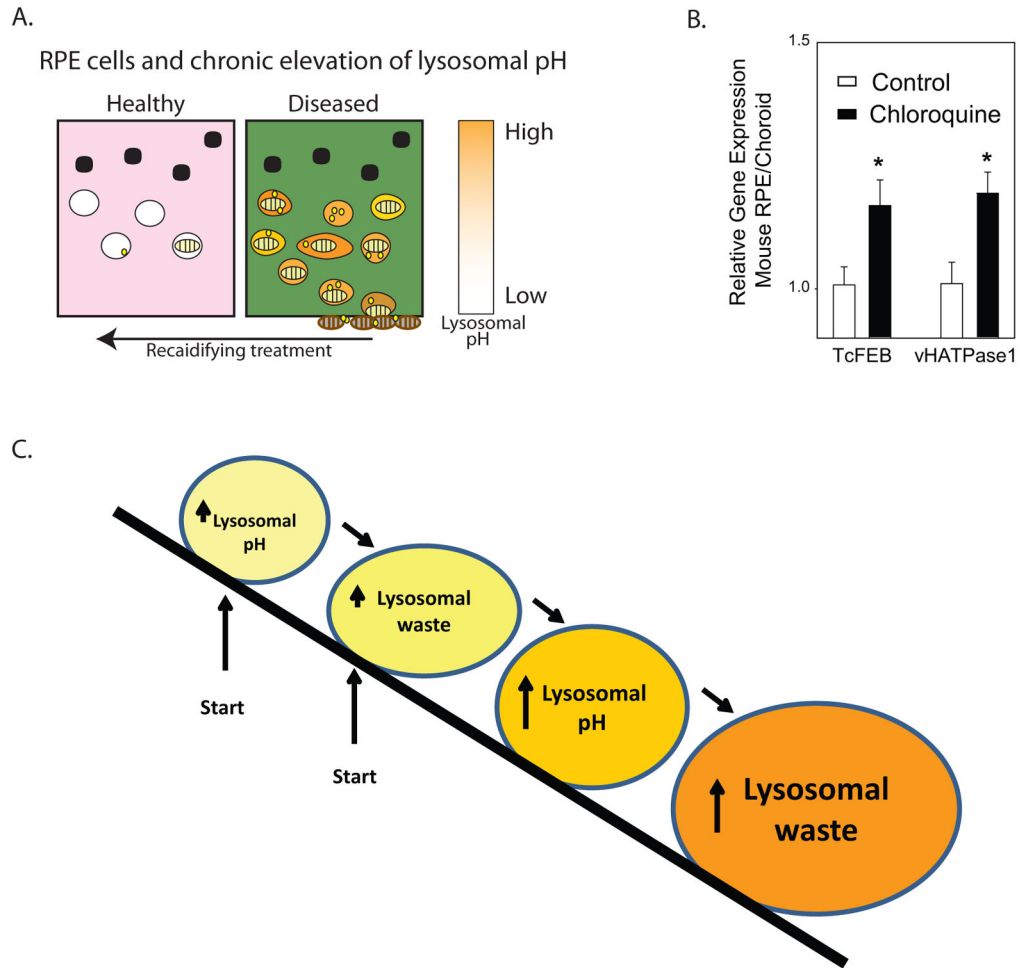 A.
RPE cells and chronic elevation of lysosomal pH
Healthy
Diseased
High
Low
Lysosomal
pH
Recaidifying treatment
B.
Relative Gene Expression
Mouse RPE/Choroid
1.5
1.0
Control
Chloroquine
*
*
TcFEB
vHATPase1
C.
Lysosomal
pH
Lysosomal
waste
Lysosomal
pH
Lysosomal
waste
Start
Start